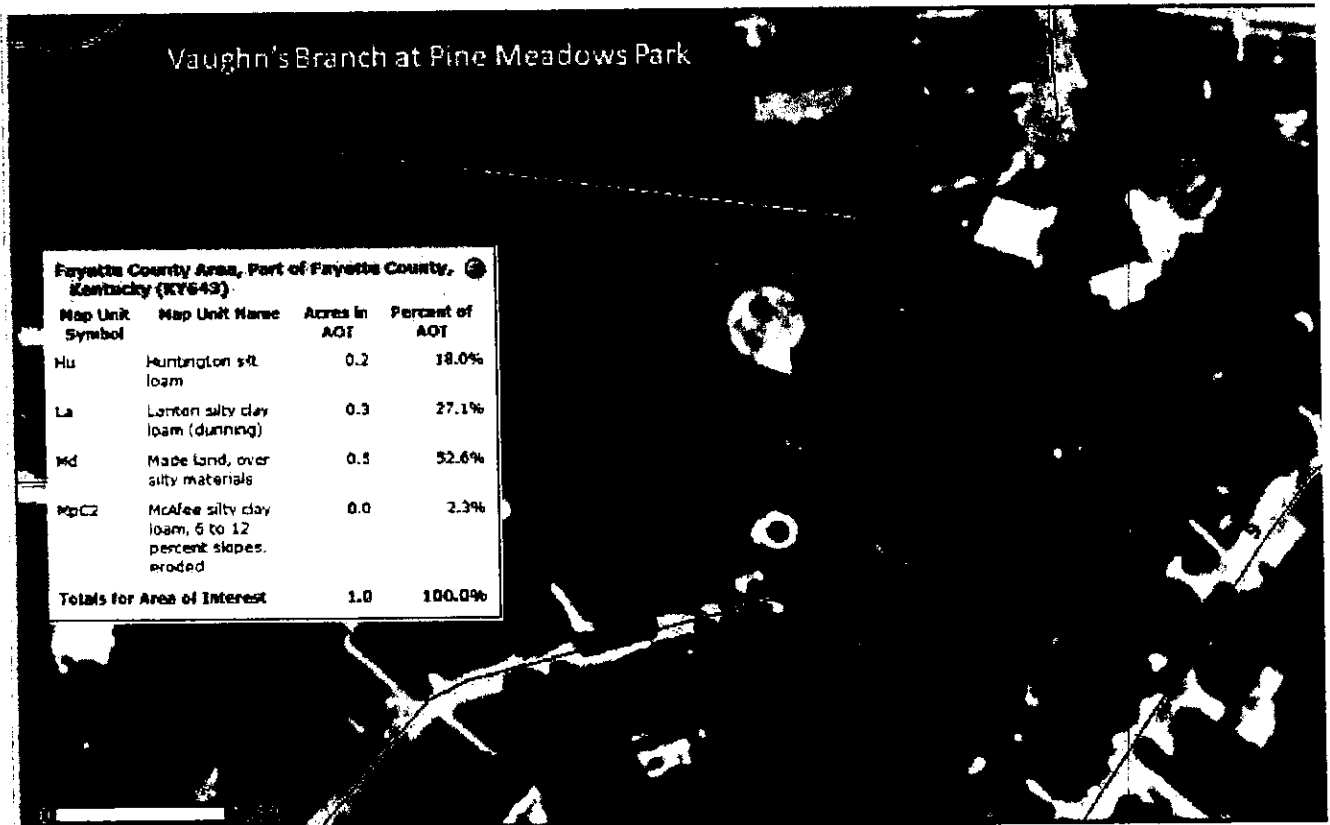 Vaughn's Branch at Pine Meadows Park
Fayette County Area, Part of Fayette County,
Kentucky (KY643)
Map Unit Map Unit Name Acres in Percent of
Symbol AOI AOI
Hu Huntington silt 0.2 18.0%
loam
La Lanton silty clay 0.3 27.1%
loam (dunning)
Md Made land, over 0.5 52.6%
silty materials
MpC2 McAfee silty clay 0.0 2.3%
loam, 6 to 12
percent slopes,
eroded
Totals for Area of Interest 1.0 100.0%